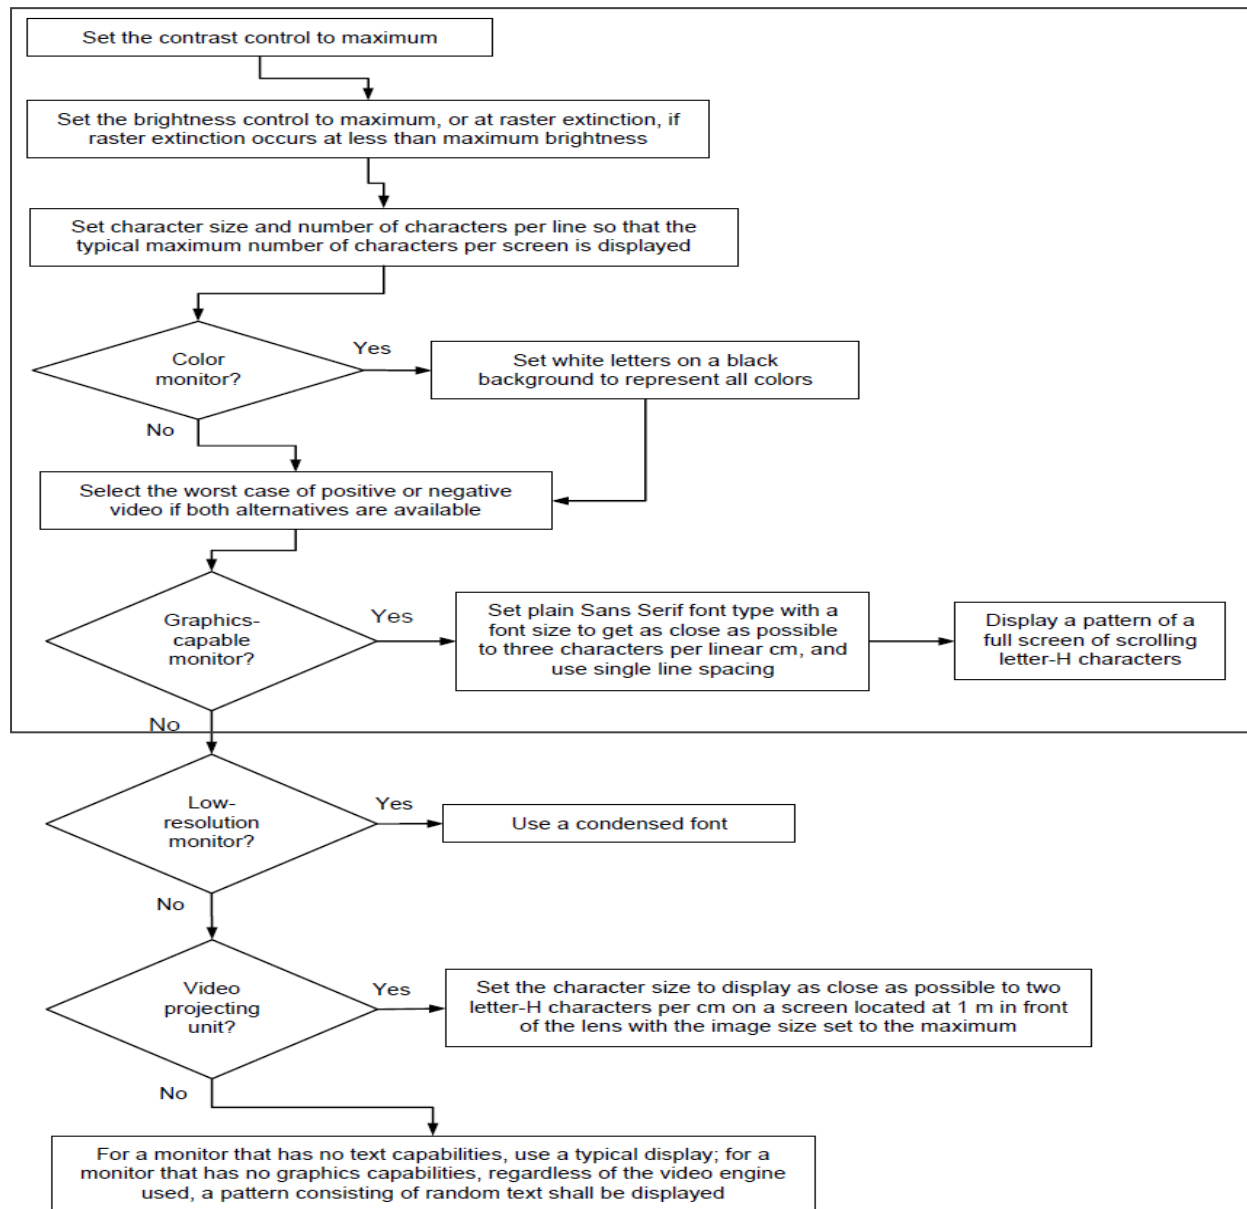 Set the contrast control to maximum
Set the brightness control to maximum, or at raster extinction, if
raster extinction occurs at less than maximum brightness
Set character size and number of characters per line so that the
typical maximum number of characters per screen is displayed
Color
monitor?
Yes
Set white letters on a black
background to represent all colors
No
Select the worst case of positive or negative
video if both alternatives are available
Graphics-
capable
monitor?
Yes
Set plain Sans Serif font type with a
font size to get as close as possible
to three characters per linear cm, and
use single line spacing
Display a pattern of a
full screen of scrolling
letter-H characters
No
Low-
resolution
monitor?
Yes
Use a condensed font
No
Video
projecting
unit?
Yes
Set the character size to display as close as possible to two
letter-H characters per cm on a screen located at 1 m in front
of the lens with the image size set to the maximum
No
For a monitor that has no text capabilities, use a typical display; for a
monitor that has no graphics capabilities, regardless of the video engine
used, a pattern consisting of random text shall be displayed